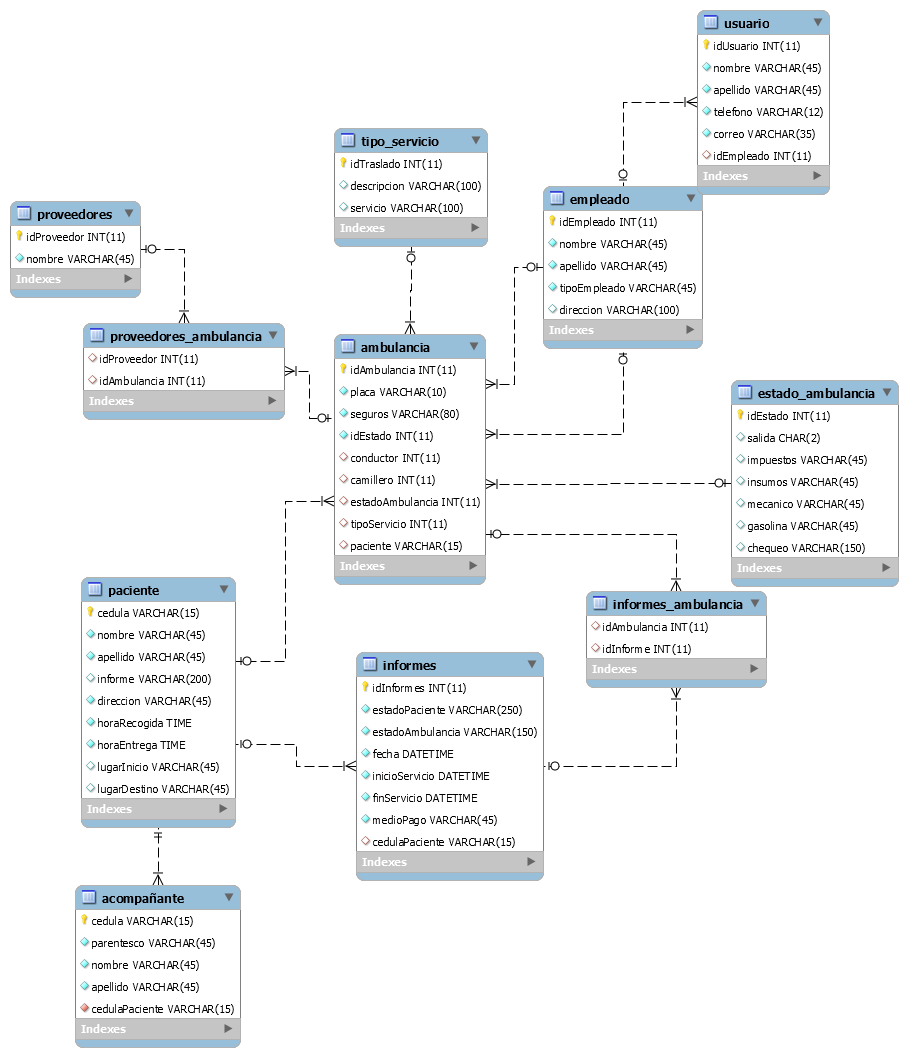 usuario
idUsuario INT(11)
nombre VARCHAR(45)
apellido VARCHAR(45)
telefono VARCHAR(12)
correo VARCHAR(35)
idEmpleado INT(11)
Indexes
tipo_servicio
idTraslado INT(11)
descripcion VARCHAR(100)
servicio VARCHAR(100)
Indexes
empleado
idEmpleado INT(11)
nombre VARCHAR(45)
apellido VARCHAR(45)
tipoEmpleado VARCHAR(45)
direccion VARCHAR(100)
Indexes
proveedores
idProveedor INT(11)
nombre VARCHAR(45)
Indexes
proveedores_ambulancia
idProveedor INT(11)
idAmbulancia INT(11)
Indexes
ambulancia
idAmbulancia INT(11)
placa VARCHAR(10)
seguros VARCHAR(80)
idEstado INT(11)
conductor INT(11)
camillero INT(11)
estadoAmbulancia INT(11)
tipoServicio INT(11)
paciente VARCHAR(15)
Indexes
estado_ambulancia
idEstado INT(11)
salida CHAR(2)
impuestos VARCHAR(45)
insumos VARCHAR(45)
mecanico VARCHAR(45)
gasolina VARCHAR(45)
chequeo VARCHAR(150)
Indexes
paciente
cedula VARCHAR(15)
nombre VARCHAR(45)
apellido VARCHAR(45)
informe VARCHAR(200)
direccion VARCHAR(45)
horaRecogida TIME
horaEntrega TIME
lugarInicio VARCHAR(45)
lugarDestino VARCHAR(45)
Indexes
informes_ambulancia
idAmbulancia INT(11)
idInforme INT(11)
Indexes
informes
idInformes INT(11)
estadoPaciente VARCHAR(250)
estadoAmbulancia VARCHAR(150)
fecha DATETIME
inicioServicio DATETIME
finServicio DATETIME
medioPago VARCHAR(45)
cedulaPaciente VARCHAR(15)
Indexes
acompañante
cedula VARCHAR(15)
parentesco VARCHAR(45)
nombre VARCHAR(45)
apellido VARCHAR(45)
cedulaPaciente VARCHAR(15)
Indexes